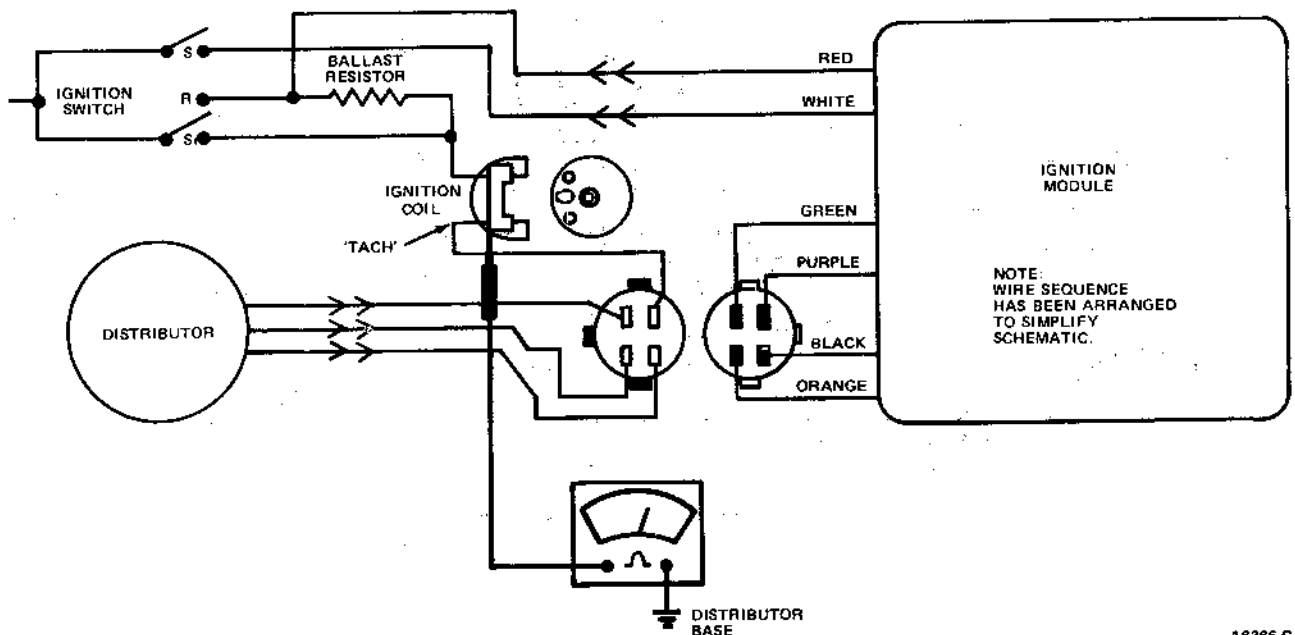 S
IGNITION
SWITCH
R
S
BALLAST
RESISTOR
RED
WHITE
IGNITION
MODULE
IGNITION
COIL
'TACH'
GREEN
PURPLE
NOTE:
WIRE SEQUENCE
HAS BEEN ARRANGED
TO SIMPLIFY
SCHEMATIC.
DISTRIBUTOR
BLACK
ORANGE
DISTRIBUTOR
BASE